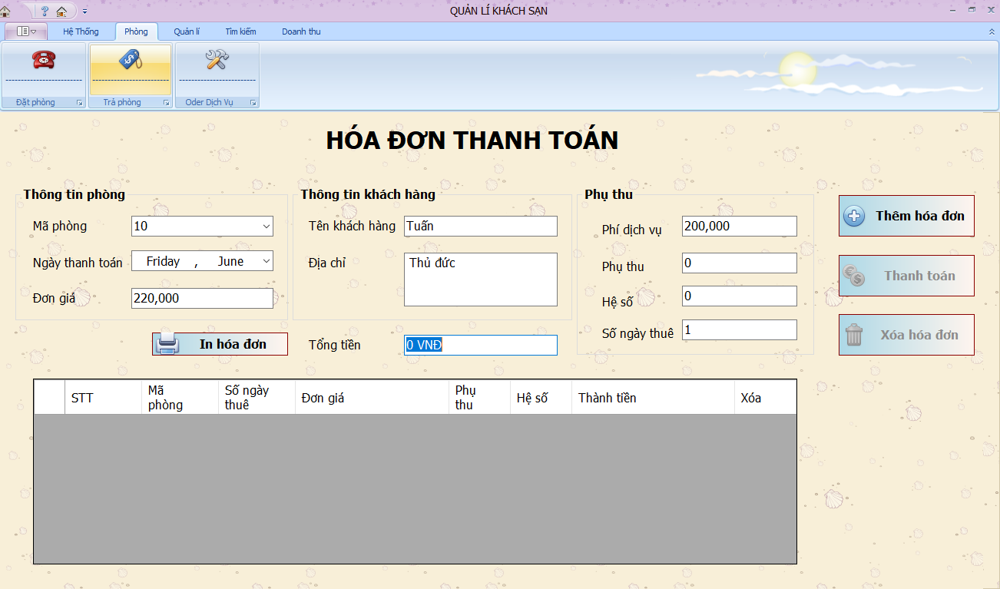 QUẢN LÍ KHÁCH SẠN
Hệ Thống
Phòng
Quản lí
Tìm kiếm
Doanh thu
Đặt phòng
Trả phòng
Oder Dịch Vụ
HÓA ĐƠN THANH TOÁN
Thông tin phòng
Mã phòng
10
Ngày thanh toán
Friday , June
Đơn giá
220,000
Thông tin khách hàng
Tên khách hàng
Tuấn
Địa chỉ
Thủ đức
Phụ thu
Phí dịch vụ
200,000
Phụ thu
0
Hệ số
0
Số ngày thuê
1
Thêm hóa đơn
Thanh toán
Xóa hóa đơn
In hóa đơn
Tổng tiền
0 VNĐ
STT
Mã
phòng
Số ngày
thuê
Đơn giá
Phụ
thu
Hệ số
Thành tiền
Xóa